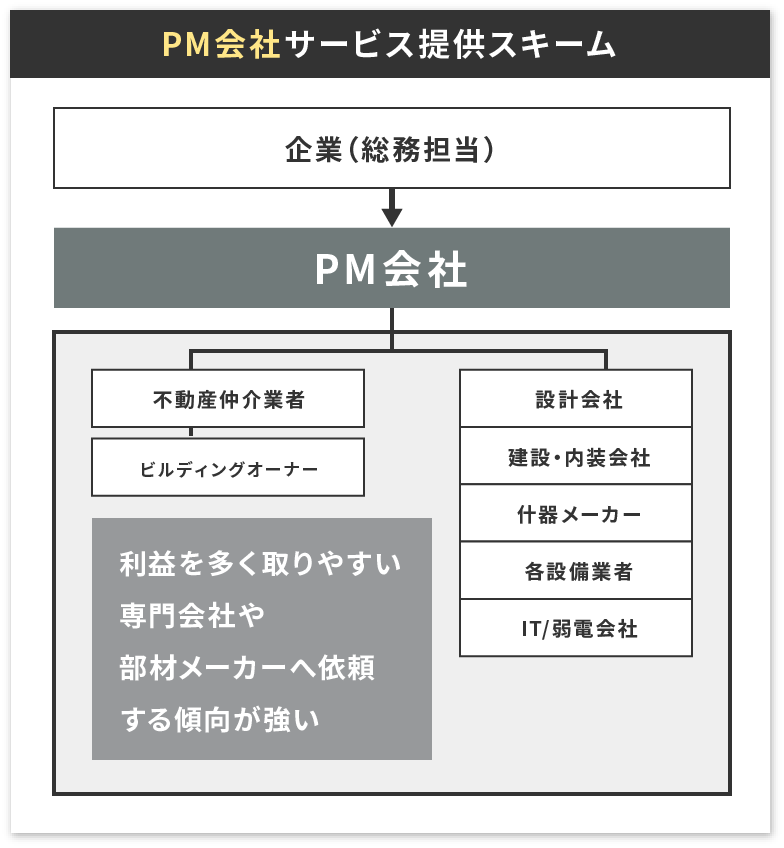 PM会社サービス提供スキーム
企業（総務担当）
PM会社
不動産仲介業者
ビルディングオーナー
設計会社
建設・内装会社
什器メーカー
各設備業者
IT/弱電会社
利益を多く取りやすい
専門会社や
部材メーカーへ依頼
する傾向が強い